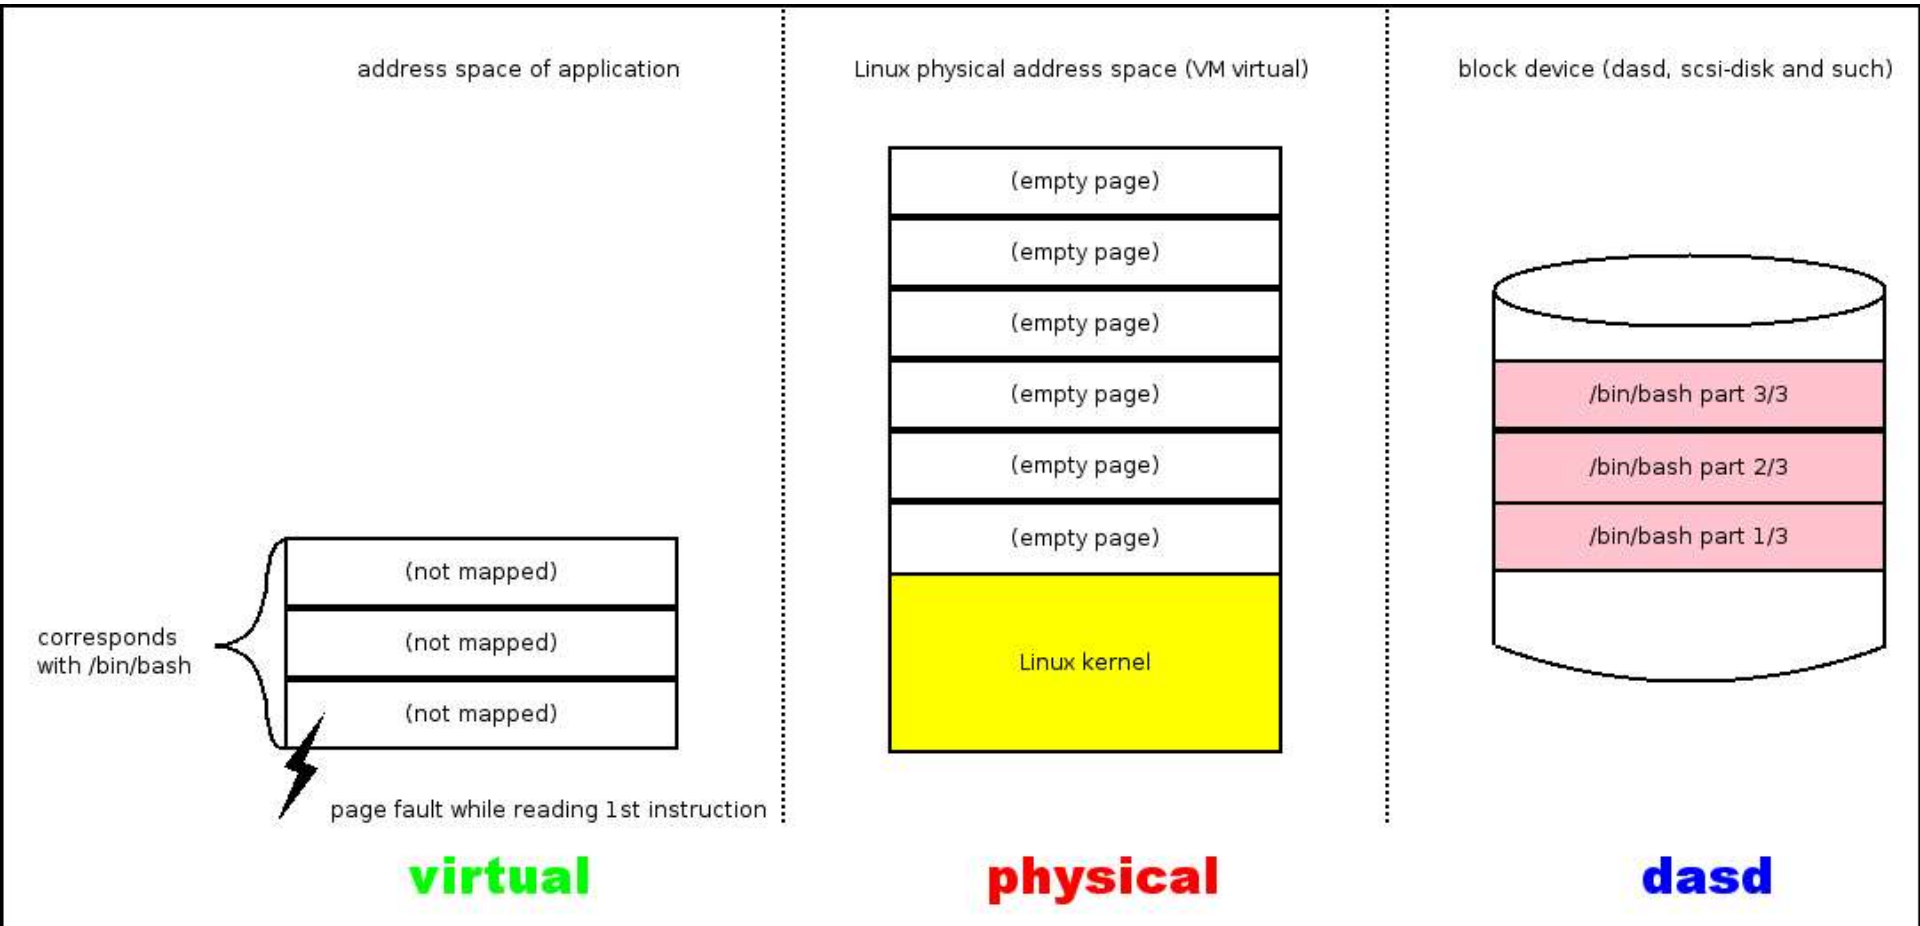 address space of application
Linux physical address space (VM virtual)
block device (dasd, scsi-disk and such)
(not mapped)
(not mapped)
(not mapped)
corresponds
with /bin/bash
page fault while reading 1st instruction
(empty page)
(empty page)
(empty page)
(empty page)
(empty page)
(empty page)
Linux kernel
/bin/bash part 3/3
/bin/bash part 2/3
/bin/bash part 1/3
virtual
physical
dasd